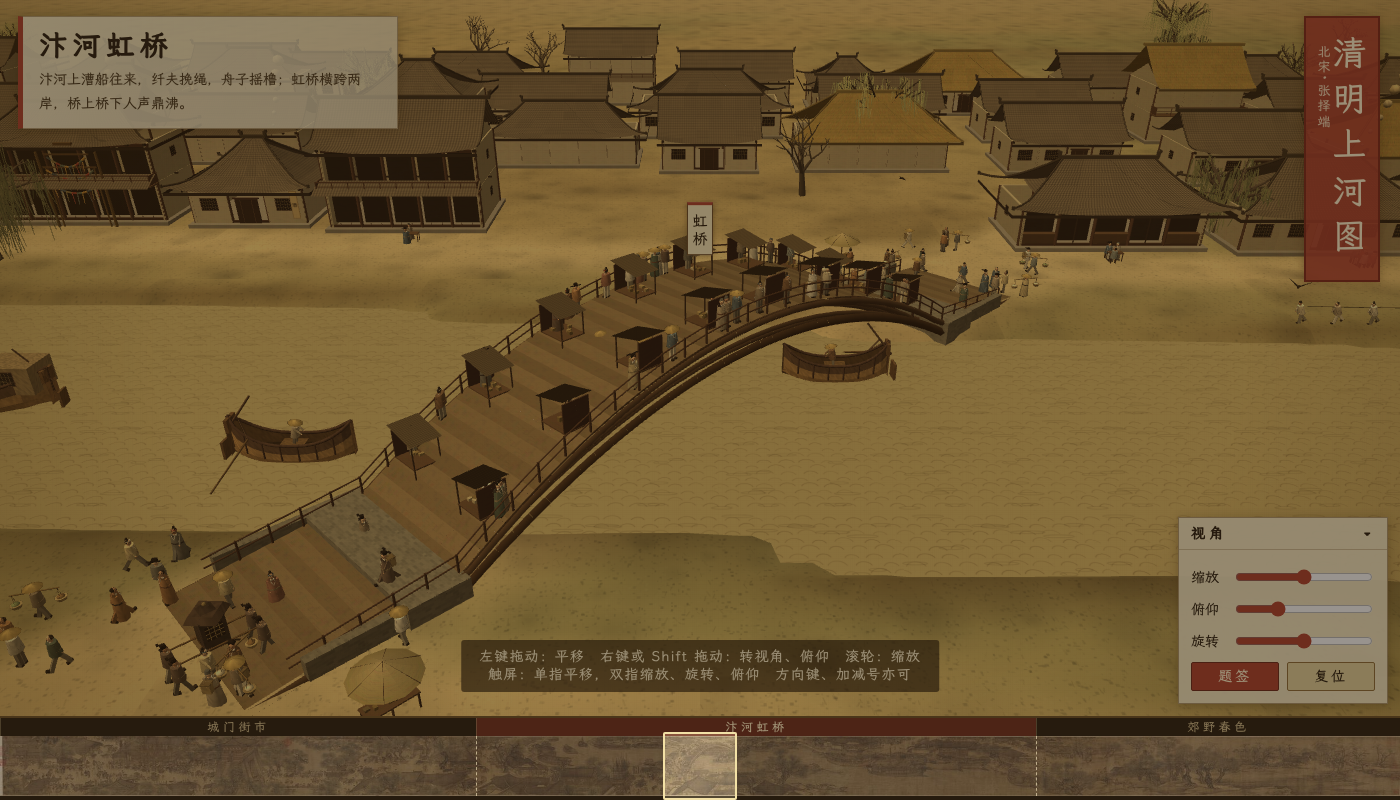 汴河虹桥
汴河上漕船往来，纤夫挽绳，舟子摇橹；虹桥横跨两
岸，桥上桥下人声鼎沸。
清明上河图
北宋·张择端
虹桥
视角
缩放
俯仰
旋转
题签
复位
左键拖动：平移 右键或 Shift 拖动：转视角、俯仰 滚轮：缩放
触屏：单指平移，双指缩放、旋转、俯仰 方向键、加减号亦可
城门街市
汴河虹桥
郊野春色